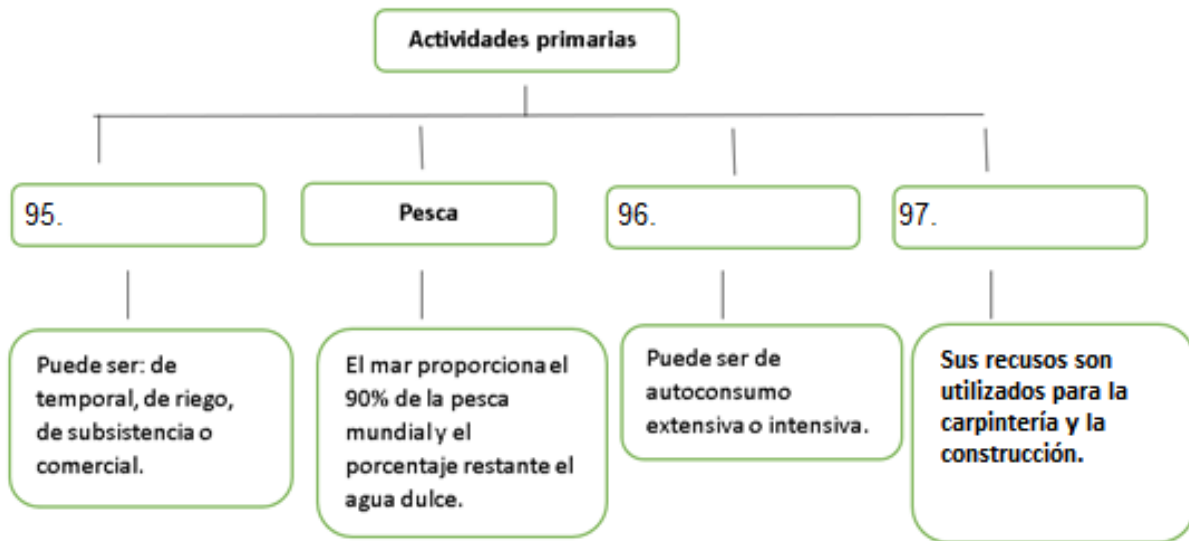 Actividades primarias
95.
Pesca
96.
97.
Puede ser: de
temporal, de riego,
de subsistencia o
comercial.
El mar proporciona el
90% de la pesca
mundial y el
porcentaje restante el
agua dulce.
Puede ser de
autoconsumo
extensiva o intensiva.
Sus recusos son
utilizados para la
carpintería y la
construcción.